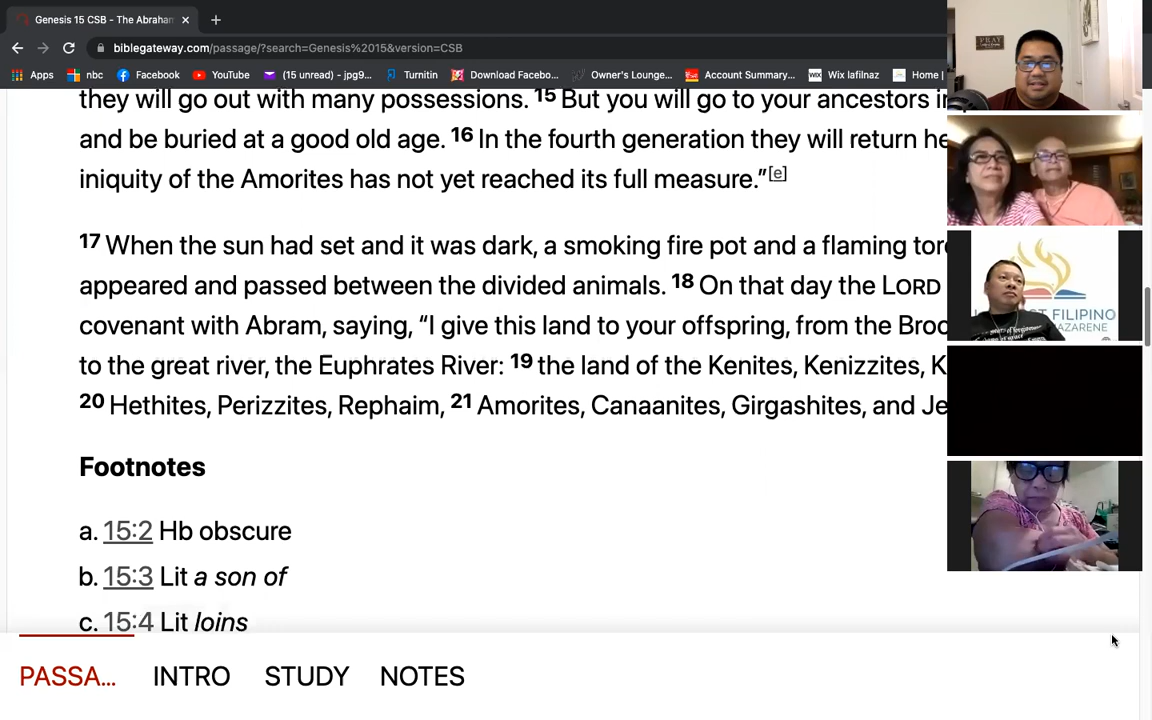 Genesis 15 CSB - The Abraham
biblegateway.com/passage/?search=Genesis%2015&version=CSB
Apps nbc Facebook YouTube (15 unread) - jpg9... Turnitin Download Facebo... Owner's Lounge... Account Summary... WIX Wix lafilnaz Home |
they will go out with many possessions. 15 But you will go to your ancestors in
and be buried at a good old age. 16 In the fourth generation they will return he
iniquity of the Amorites has not yet reached its full measure.”[e]
17 When the sun had set and it was dark, a smoking fire pot and a flaming torc
appeared and passed between the divided animals. 18 On that day the LORD
covenant with Abram, saying, “I give this land to your offspring, from the Broo
to the great river, the Euphrates River: 19 the land of the Kenites, Kenizzites, K
20 Hethites, Perizzites, Rephaim, 21 Amorites, Canaanites, Girgashites, and Je
Footnotes
a. 15:2 Hb obscure
b. 15:3 Lit a son of
c. 15:4 Lit loins
PASSA... INTRO STUDY NOTES
PRAY
ST FILIPINO
NAZARENE